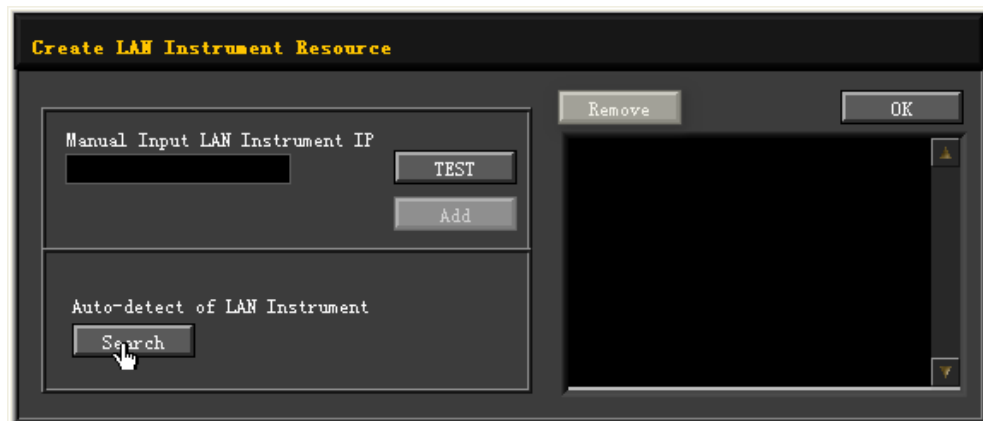 Create LAN Instrument Resource
Remove
OK
Manual Input LAN Instrument IP
TEST
Add
Auto-detect of LAN Instrument
Search